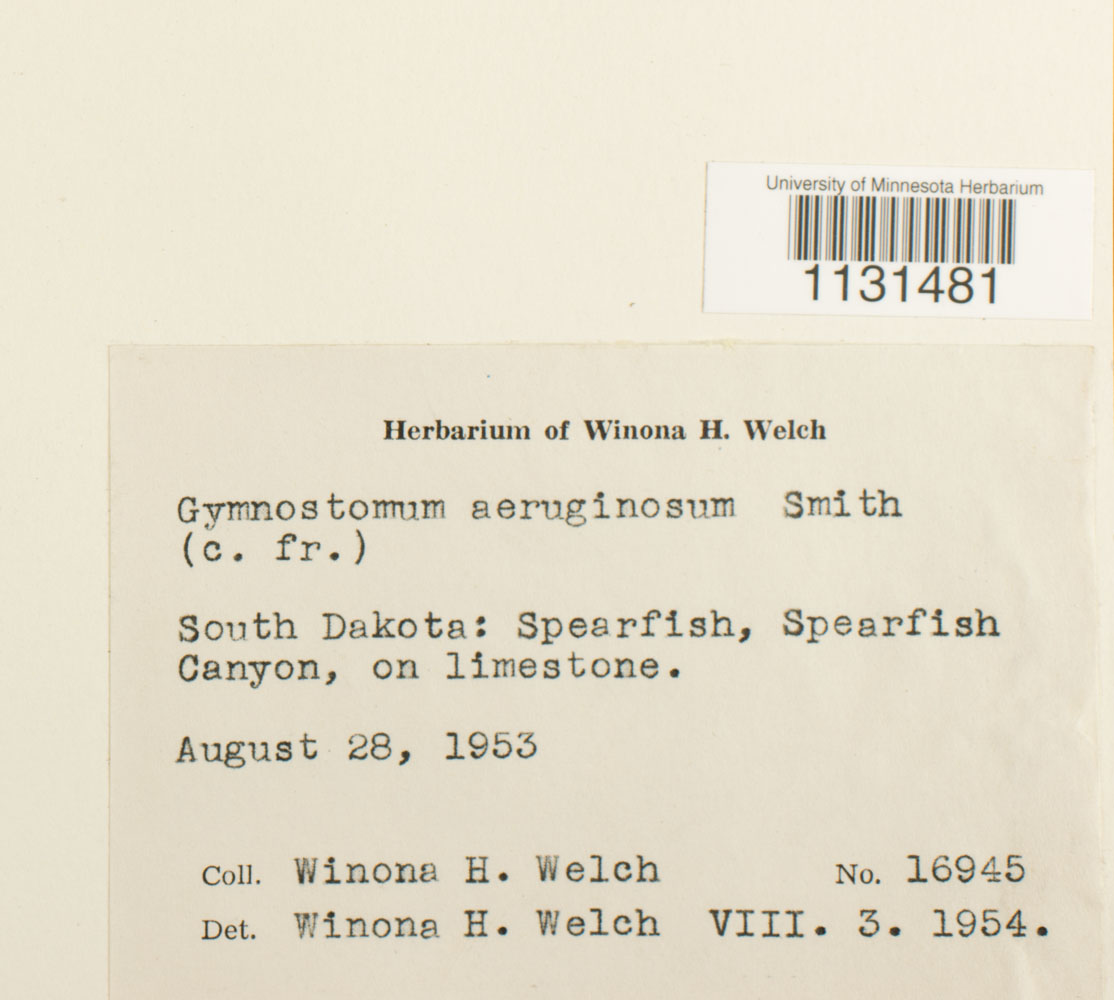 University of Minnesota Herbarium
1131481
Herbarium of Winona H. Welch
Gymnostomum aeruginosum Smith
(c. fr.)
South Dakota: Spearfish, Spearfish
Canyon, on limestone.
August 28, 1953
Coll. Winona H. Welch No. 16945
Det. Winona H. Welch VIII. 3. 1954.